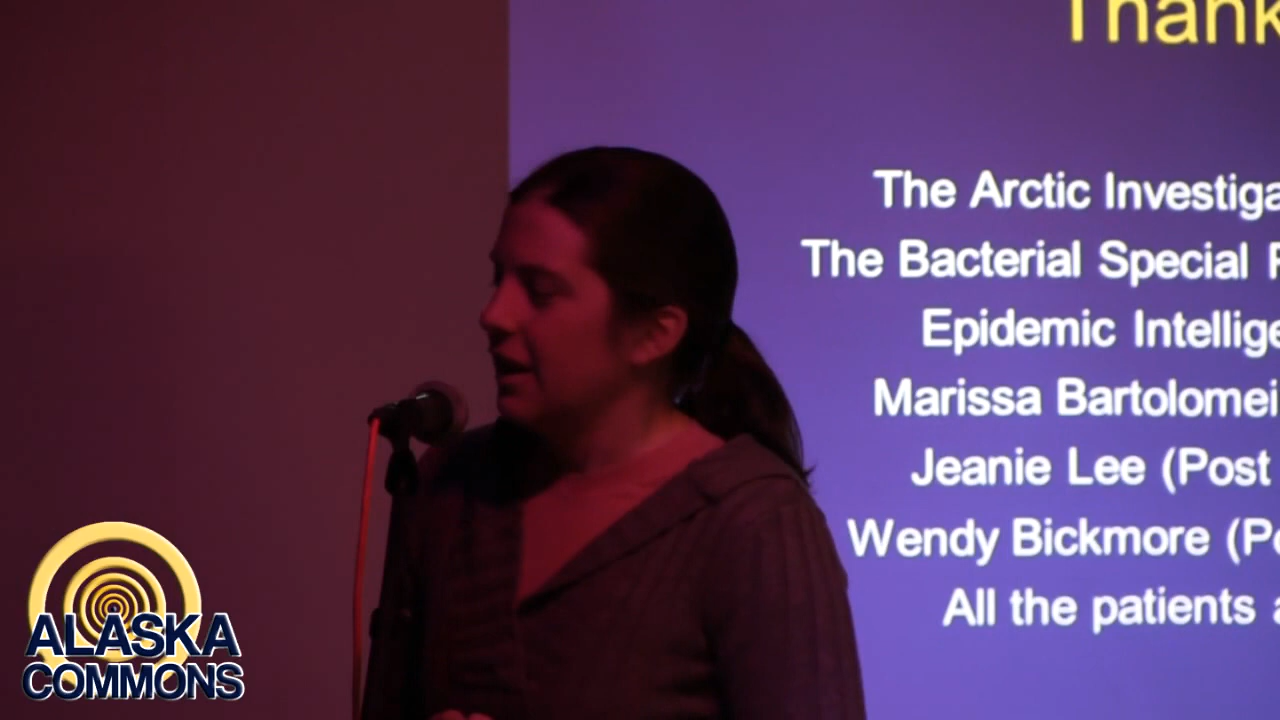 Thank
The Arctic Investiga
The Bacterial Special
Epidemic Intellige
Marissa Bartolomei
Jeanie Lee (Post
Wendy Bickmore (Po
All the patients a
ALASKA
COMMONS